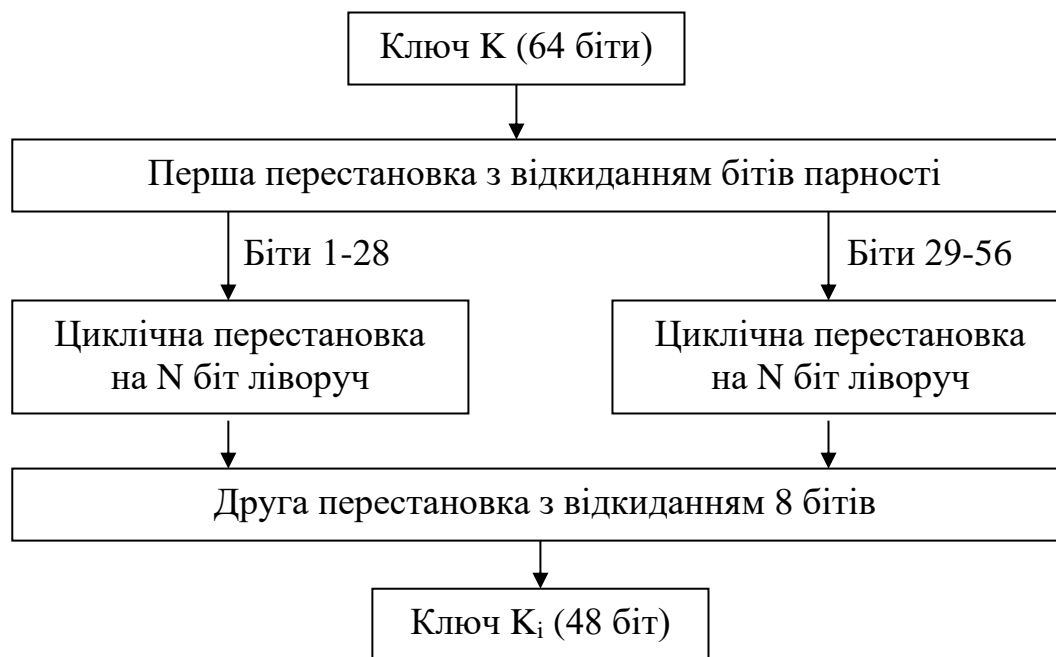 Ключ K (64 біти)
Перша перестановка з відкиданням бітів парності
Біти 1-28
Біти 29-56
Циклічна перестановка
на N біт ліворуч
Циклічна перестановка
на N біт ліворуч
Друга перестановка з відкиданням 8 бітів
Ключ Kᵢ (48 біт)